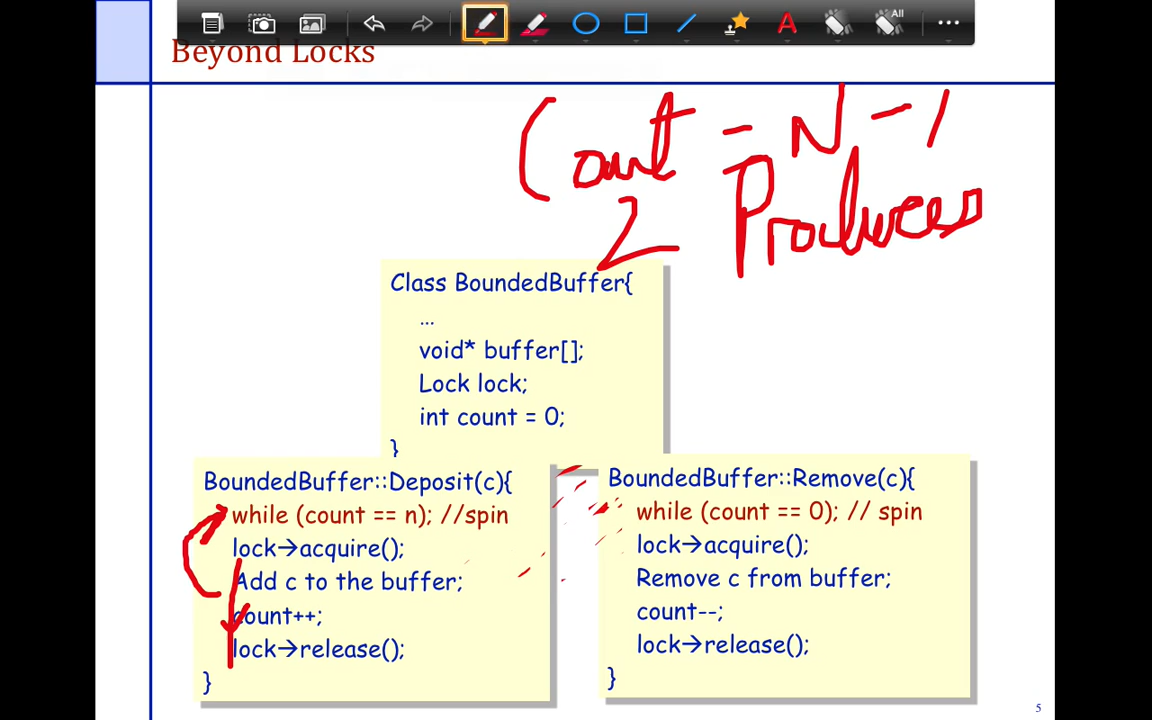 All
A
Beyond Locks
Count = N - 1
2 Producers
Class BoundedBuffer{
...
void* buffer[];
Lock lock;
int count = 0;
}
BoundedBuffer::Deposit(c){
while (count == n); //spin
lock→acquire();
Add c to the buffer;
count++;
lock→release();
}
BoundedBuffer::Remove(c){
while (count == 0); // spin
lock→acquire();
Remove c from buffer;
count--;
lock→release();
}
5